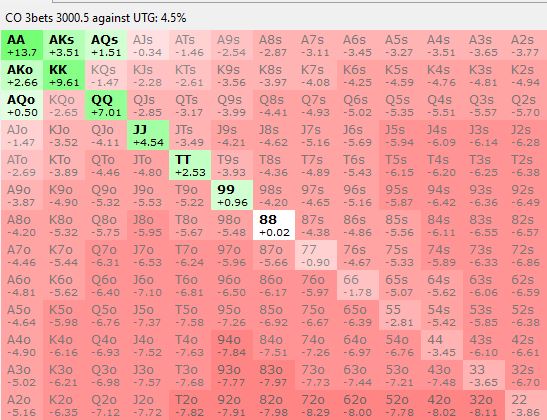 CO 3bets 3000.5 against UTG: 4.5%
AA AKs AQs AJs ATs A9s A8s A7s A6s A5s A4s A3s A2s
+13.7 +3.51 +1.51 -0.34 -1.46 -2.54 -2.87 -3.11 -3.45 -3.27 -3.51 -3.65 -3.77
AKo KK KQs KJs KTs K9s K8s K7s K6s K5s K4s K3s K2s
+2.66 +9.61 -1.47 -2.28 -2.61 -3.56 -3.97 -4.08 -4.25 -4.59 -4.76 -4.81 -4.94
AQo KQo QQ QJs QTs Q9s Q8s Q7s Q6s Q5s Q4s Q3s Q2s
+0.50 -2.65 +7.01 -2.85 -3.17 -3.99 -4.41 -4.93 -5.02 -5.35 -5.51 -5.57 -5.70
AJo KJo QJo JJ JTs J9s J8s J7s J6s J5s J4s J3s J2s
-1.47 -3.52 -4.11 +4.54 -3.49 -4.21 -4.62 -5.16 -5.69 -5.94 -6.09 -6.14 -6.28
ATo KTo QTo JTo TT T9s T8s T7s T6s T5s T4s T3s T2s
-2.69 -3.89 -4.46 -4.80 +2.53 -3.93 -4.36 -4.89 -5.43 -6.15 -6.20 -6.25 -6.38
A9o K9o Q9o J9o T9o 99 98s 97s 96s 95s 94s 93s 92s
-3.87 -4.90 -5.32 -5.53 -5.22 +0.96 -4.20 -4.65 -5.16 -5.87 -6.42 -6.36 -6.49
A8o K8o Q8o J8o T8o 98o 88 87s 86s 85s 84s 83s 82s
-4.20 -5.32 -5.75 -5.95 -5.67 -5.48 +0.02 -4.38 -4.86 -5.56 -6.11 -6.55 -6.57
A7o K7o Q7o J7o T7o 97o 87o 77 76s 75s 74s 73s 72s
-4.46 -5.44 -6.31 -6.53 -6.24 -5.96 -5.66 -0.90 -4.67 -5.33 -5.89 -6.33 -6.86
A6o K6o Q6o J6o T6o 96o 86o 76o 66 65s 64s 63s 62s
-4.81 -5.62 -6.40 -7.10 -6.81 -6.50 -6.17 -5.97 -1.78 -5.07 -5.62 -6.06 -6.59
A5o K5o Q5o J5o T5o 95o 85o 75o 65o 55 54s 53s 52s
-4.64 -5.98 -6.76 -7.37 -7.58 -7.26 -6.92 -6.67 -6.39 -2.81 -5.42 -5.85 -6.38
A4o K4o Q4o J4o T4o 94o 84o 74o 64o 54o 44 43s 42s
-4.90 -6.16 -6.93 -7.52 -7.63 -7.84 -7.51 -7.26 -6.97 -6.76 -3.45 -6.10 -6.61
A3o K3o Q3o J3o T3o 93o 83o 73o 63o 53o 43o 33 32s
-5.02 -6.21 -6.98 -7.57 -7.68 -7.77 -7.97 -7.73 -7.44 -7.21 -7.48 -3.65 -6.70
A2o K2o Q2o J2o T2o 92o 82o 72o 62o 52o 42o 32o 22
-5.16 -6.35 -7.12 -7.72 -7.82 -7.91 -7.98 -8.29 -8.00 -7.78 -8.02 -8.11 -3.86